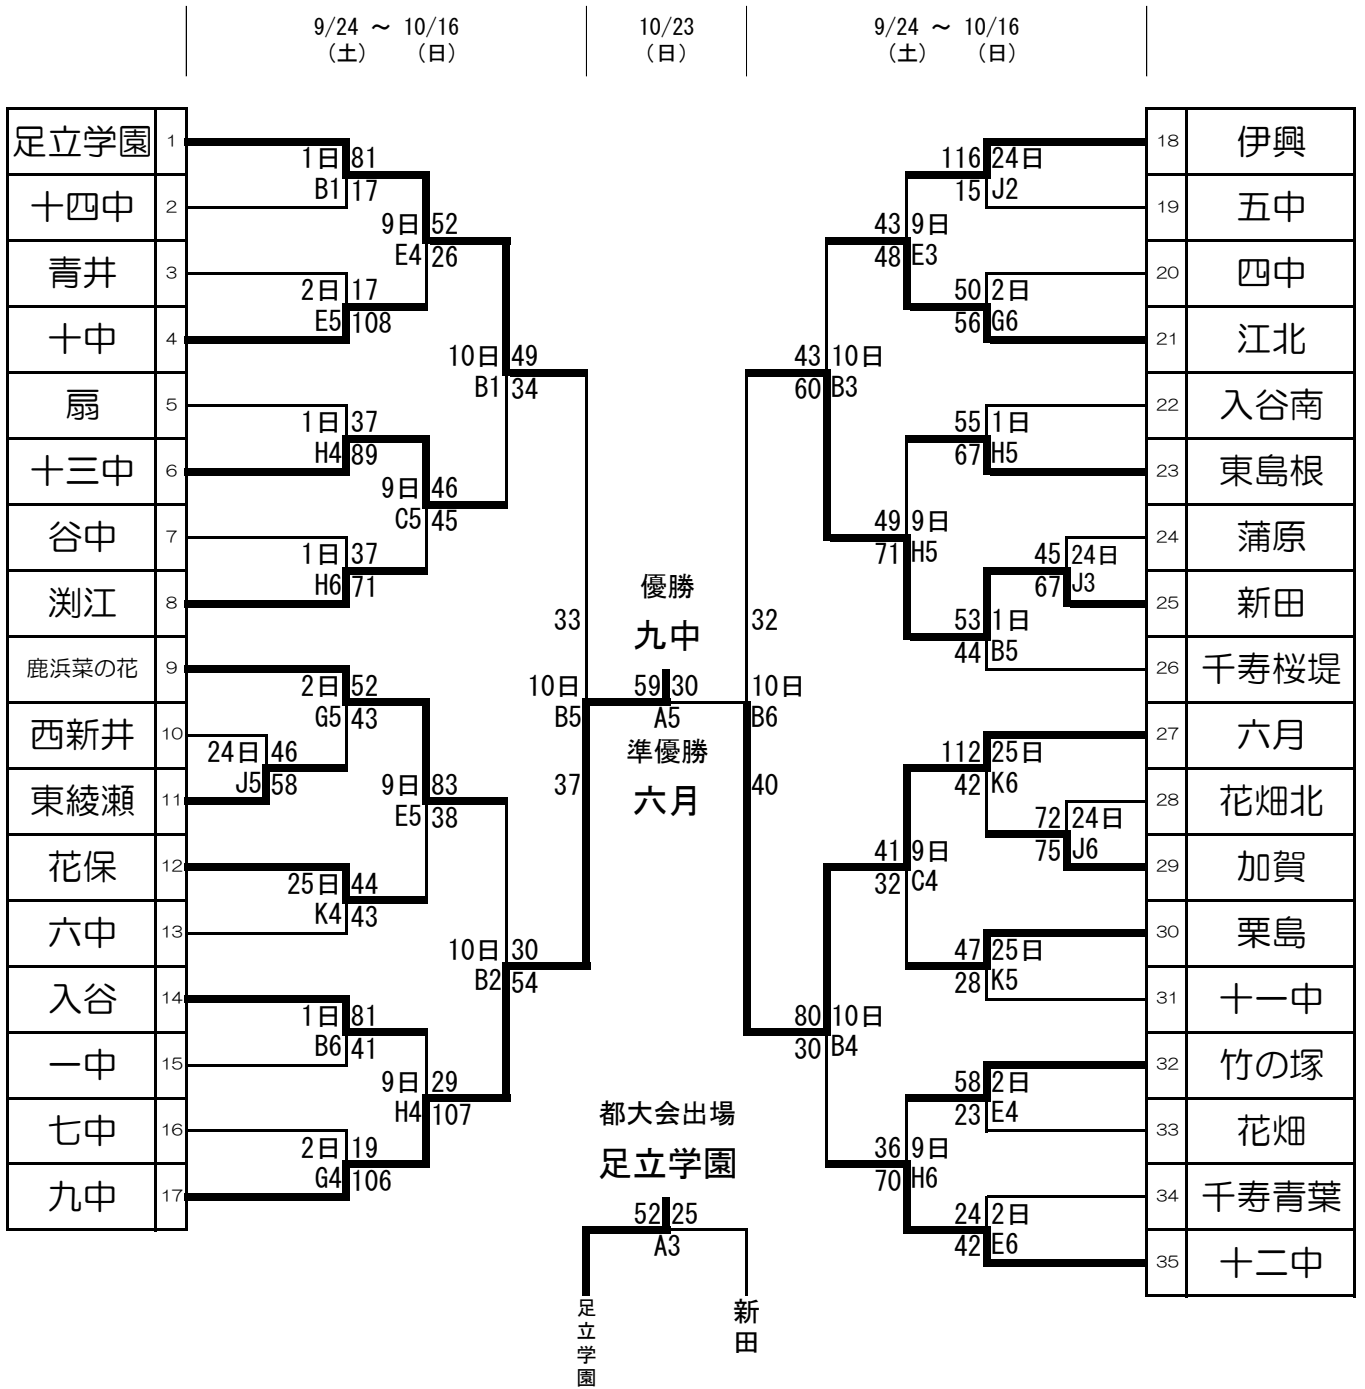 9/24 ～ 10/16
（土）　（日）
10/23
（日）
9/24 ～ 10/16
（土）　（日）
足立学園 1
十四中 2
青井 3
十中 4
扇 5
十三中 6
谷中 7
渕江 8
鹿浜菜の花 9
西新井 10
東綾瀬 11
花保 12
六中 13
入谷 14
一中 15
七中 16
九中 17
1日 81
B1 17
2日 17
E5 108
1日 37
H4 89
1日 37
H6 71
2日 52
G5 43
24日 46
J5 58
25日 44
K4 43
1日 81
B6 41
2日 19
G4 106
9日 52
E4 26
9日 46
C5 45
9日 83
E5 38
9日 29
H4 107
10日 49
B1 34
10日 30
B2 54
33
10日
B5
37
優勝
九中
59 30
A5
準優勝
六月
都大会出場
足立学園
52 25
A3
足立学園
新田
32
10日
B6
40
43 10日
60 B3
80 10日
30 B4
43 9日
48 E3
49 9日
71 H5
41 9日
32 C4
36 9日
70 H6
116 24日
15 J2
50 2日
56 G6
55 1日
67 H5
45 24日
67 J3
53 1日
44 B5
112 25日
42 K6
72 24日
75 J6
47 25日
28 K5
58 2日
23 E4
24 2日
42 E6
18 伊興
19 五中
20 四中
21 江北
22 入谷南
23 東島根
24 蒲原
25 新田
26 千寿桜堤
27 六月
28 花畑北
29 加賀
30 栗島
31 十一中
32 竹の塚
33 花畑
34 千寿青葉
35 十二中